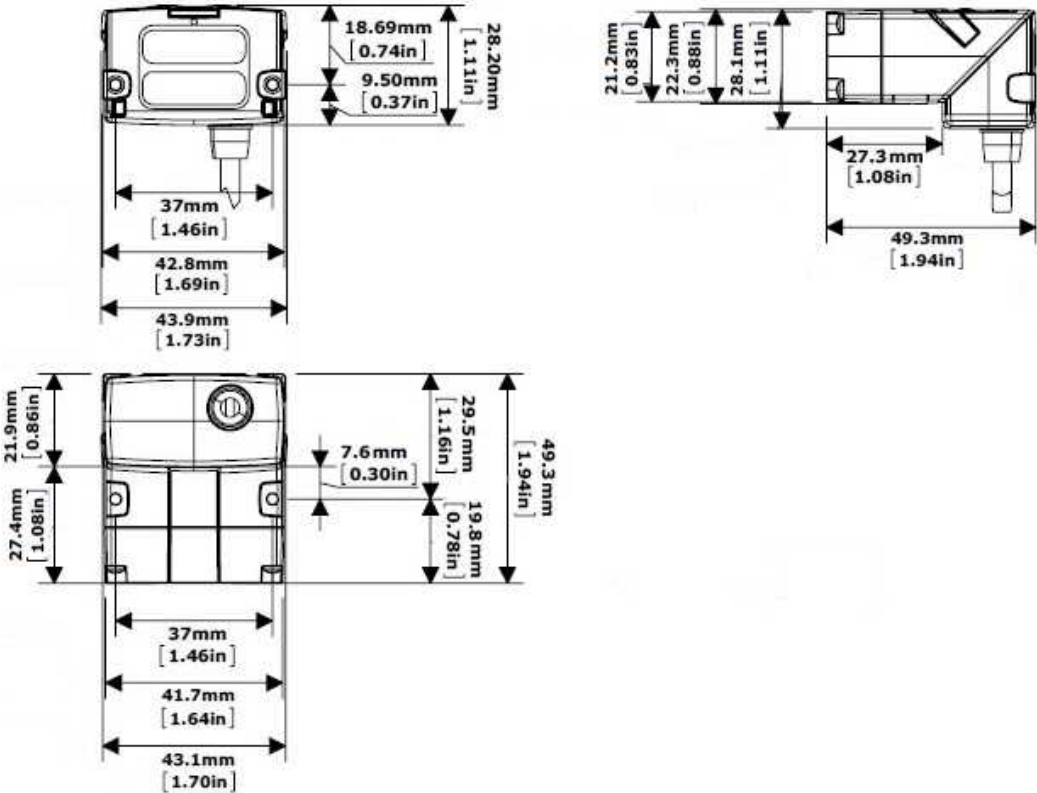 18.69mm
[0.74in]
9.50mm
[0.37in]
28.20mm
[1.11in]
37mm
[1.46in]
42.8mm
[1.69in]
43.9mm
[1.73in]
21.2mm
[0.83in]
22.3mm
[0.88in]
28.1mm
[1.11in]
27.3mm
[1.08in]
49.3mm
[1.94in]
21.9mm
[0.86in]
27.4mm
[1.08in]
7.6mm
[0.30in]
29.5mm
[1.16in]
19.8mm
[0.78in]
49.3mm
[1.94in]
37mm
[1.46in]
41.7mm
[1.64in]
43.1mm
[1.70in]